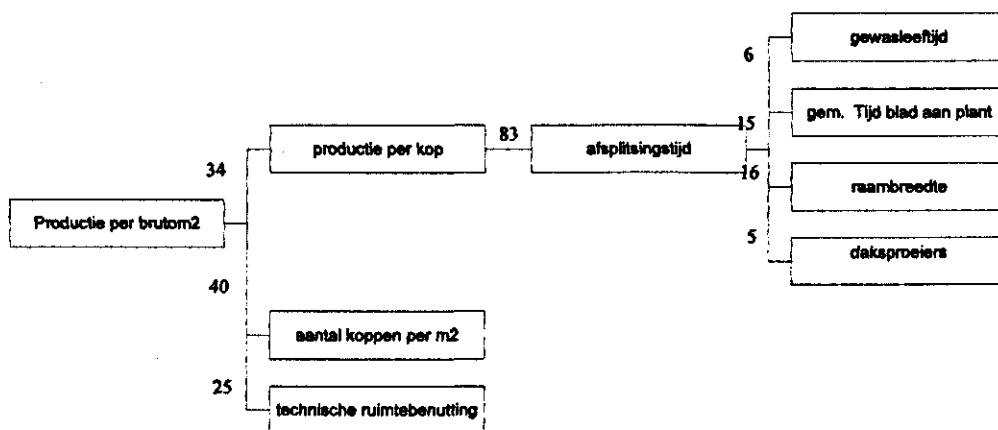 6
gewasleeftijd
15
gem. Tijd blad aan plant
34
productie per kop
83
afsplitsingstijd
16
raambreedte
Productie per brutom2
5
daksproeiers
40
aantal koppen per m2
25
technische ruimtebenutting